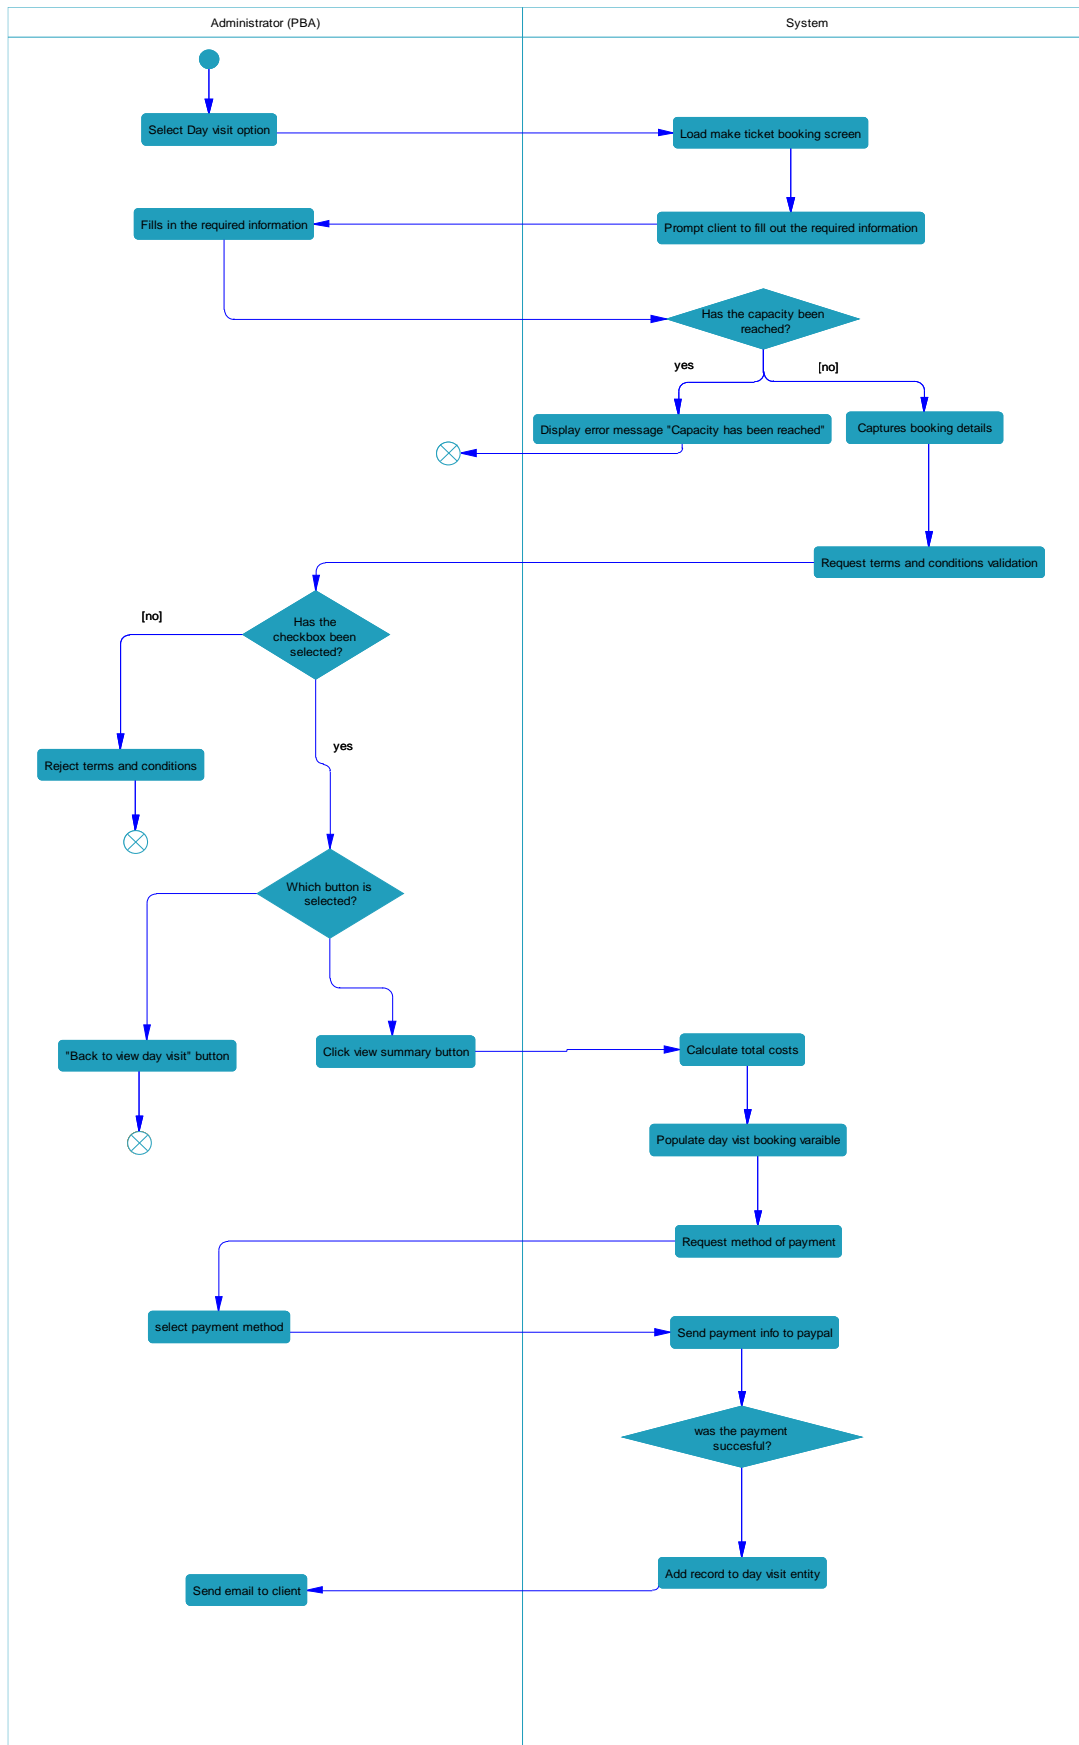 Administrator (PBA)
System
Select Day visit option
Load make ticket booking screen
Fills in the required information
Prompt client to fill out the required information
Has the capacity been
reached?
yes
[no]
Display error message "Capacity has been reached"
Captures booking details
Request terms and conditions validation
[no]
Has the
checkbox been
selected?
yes
Reject terms and conditions
Which button is
selected?
"Back to view day visit" button
Click view summary button
Calculate total costs
Populate day vist booking varaible
Request method of payment
select payment method
Send payment info to paypal
was the payment
succesful?
Add record to day visit entity
Send email to client